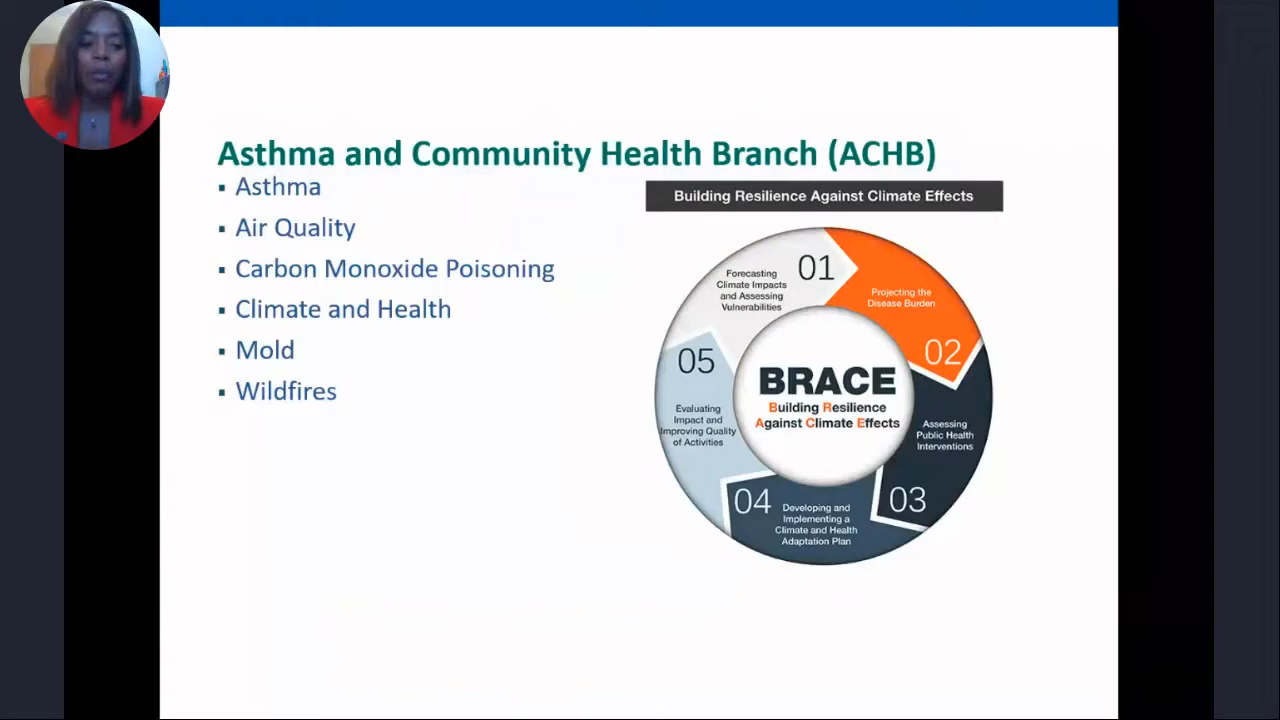 Asthma and Community Health Branch (ACHB)
Asthma
Air Quality
Carbon Monoxide Poisoning
Climate and Health
Mold
Wildfires
Building Resilience Against Climate Effects
01
Forecasting
Climate Impacts
and Assessing
Vulnerabilities
Projecting the
Disease Burden
02
Assessing
Public Health
Interventions
03
04
Developing and
Implementing a
Climate and Health
Adaptation Plan
05
Evaluating
Impact and
Improving Quality
of Activities
BRACE
Building Resilience
Against Climate Effects